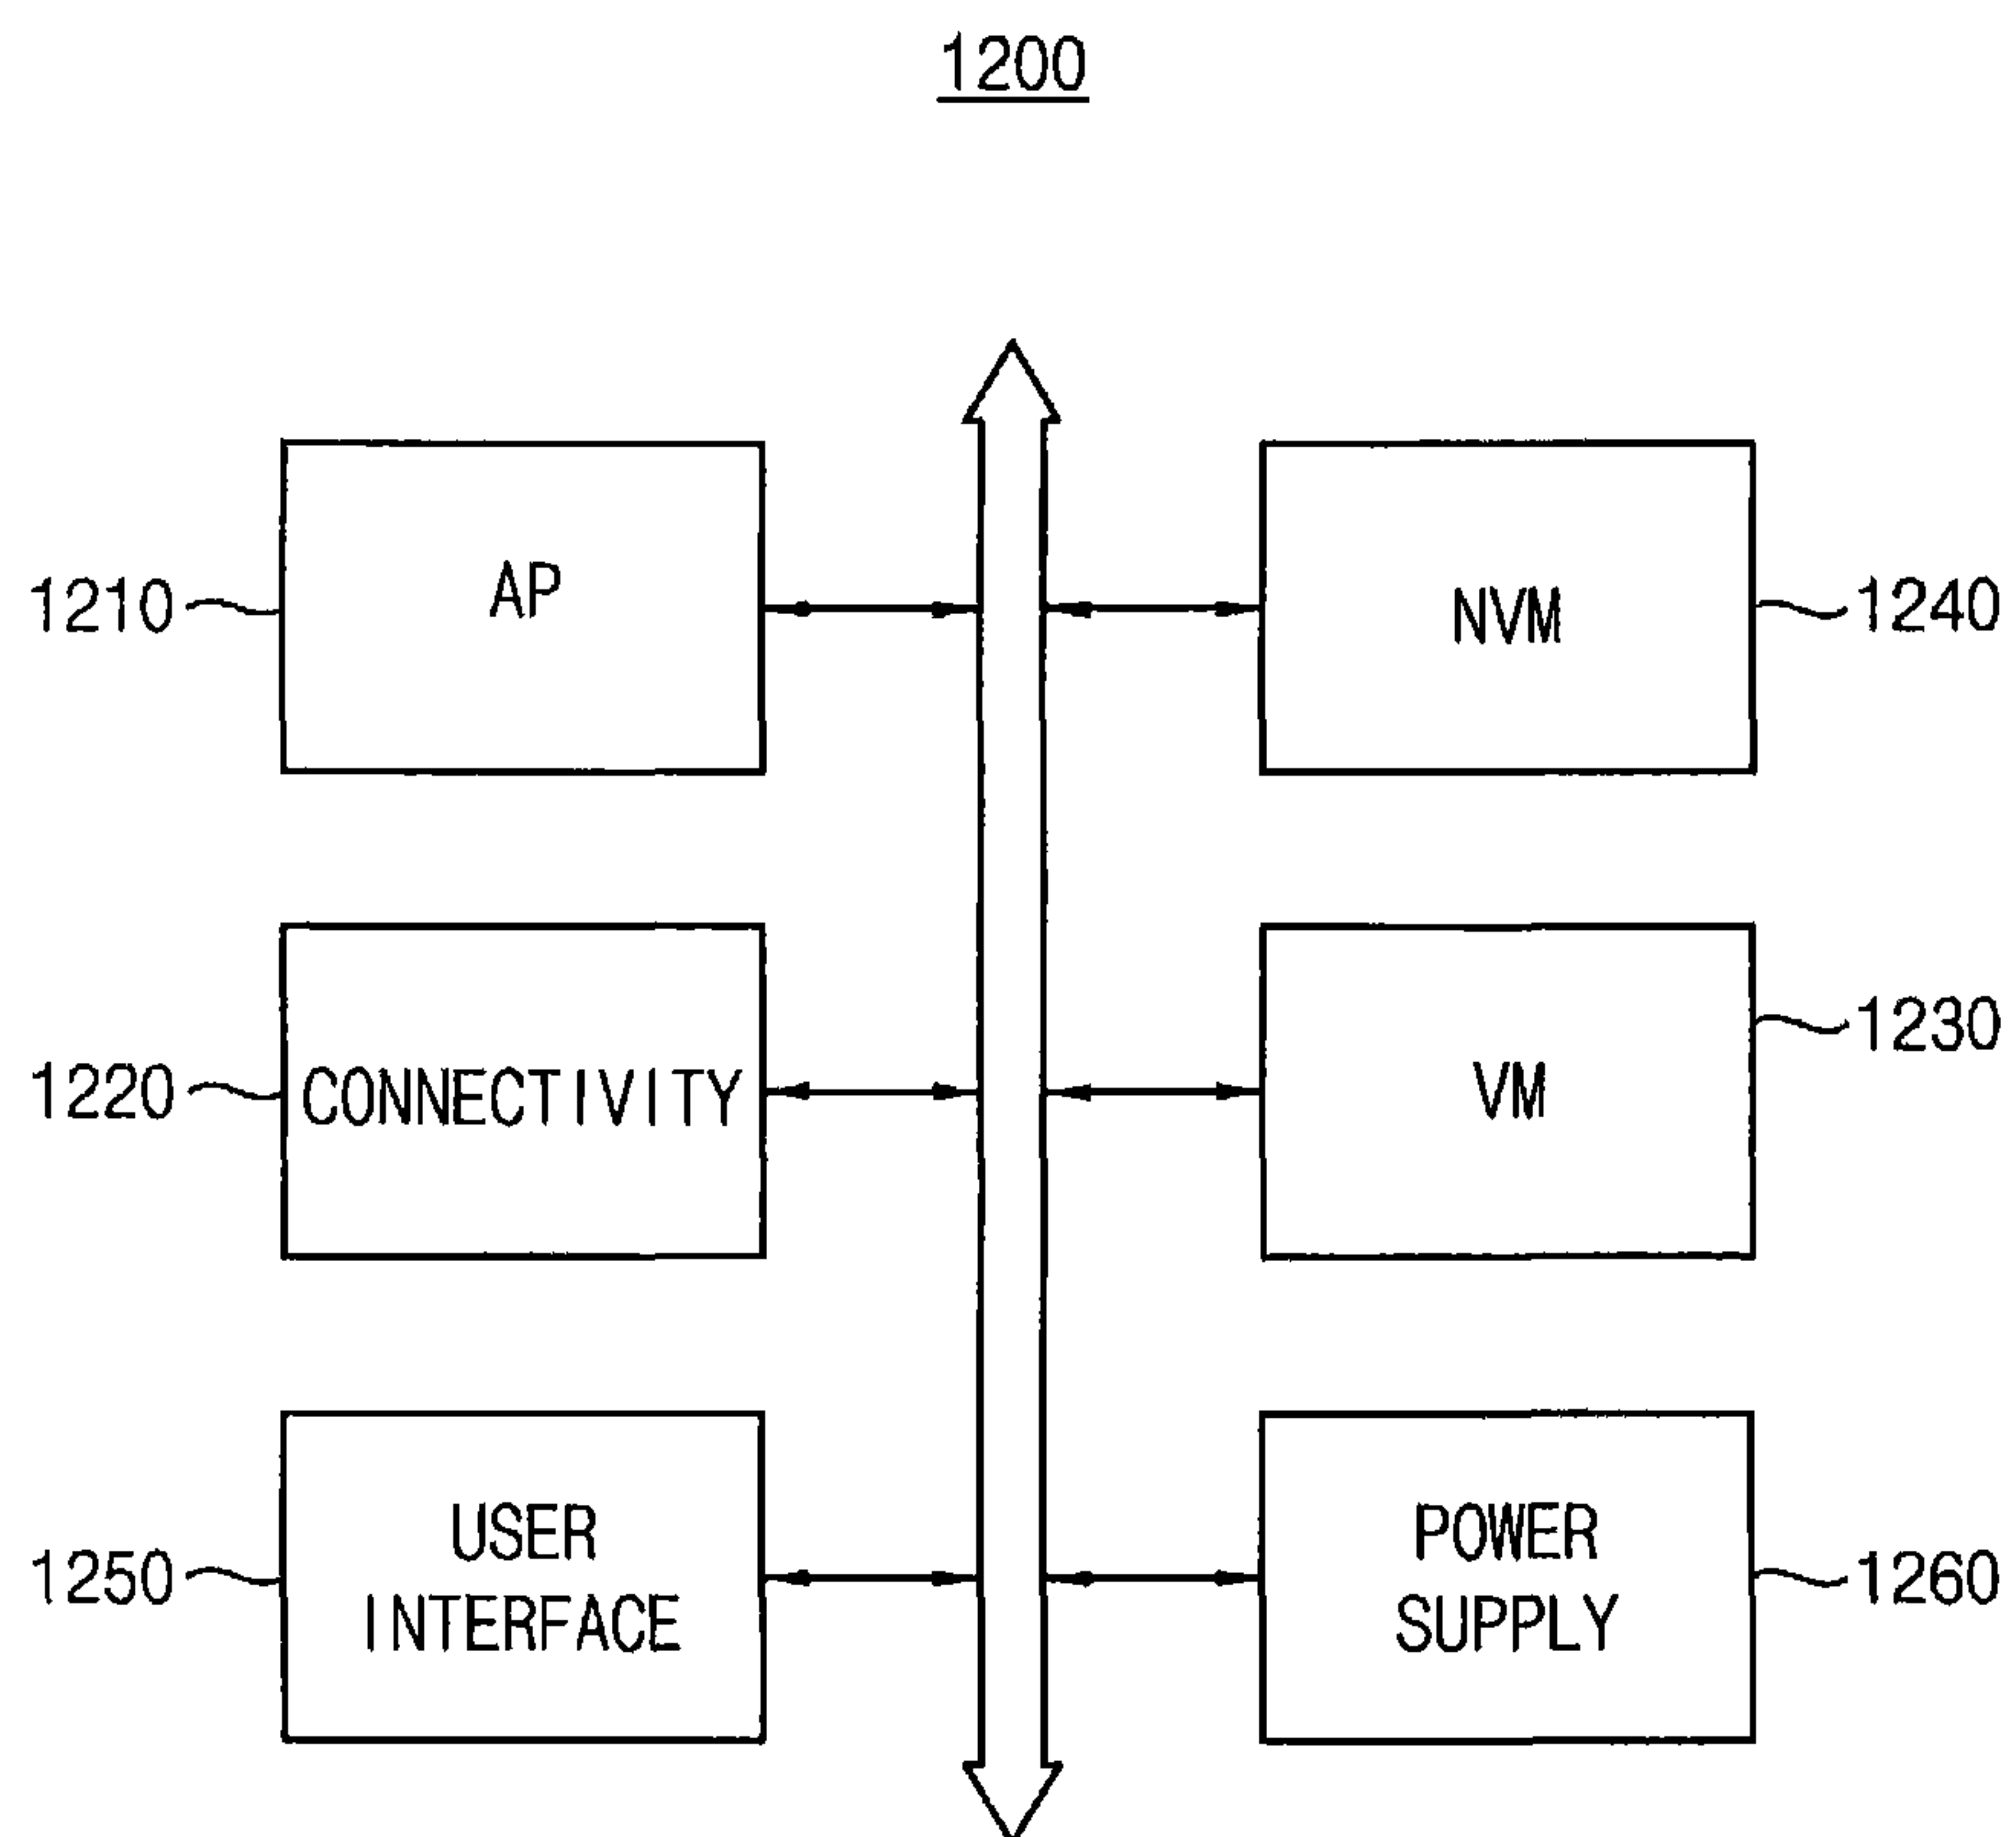 1200
1210
AP
NVM
1240
1220
CONNECTIVITY
VM
1230
1250
USER
INTERFACE
POWER
SUPPLY
1260